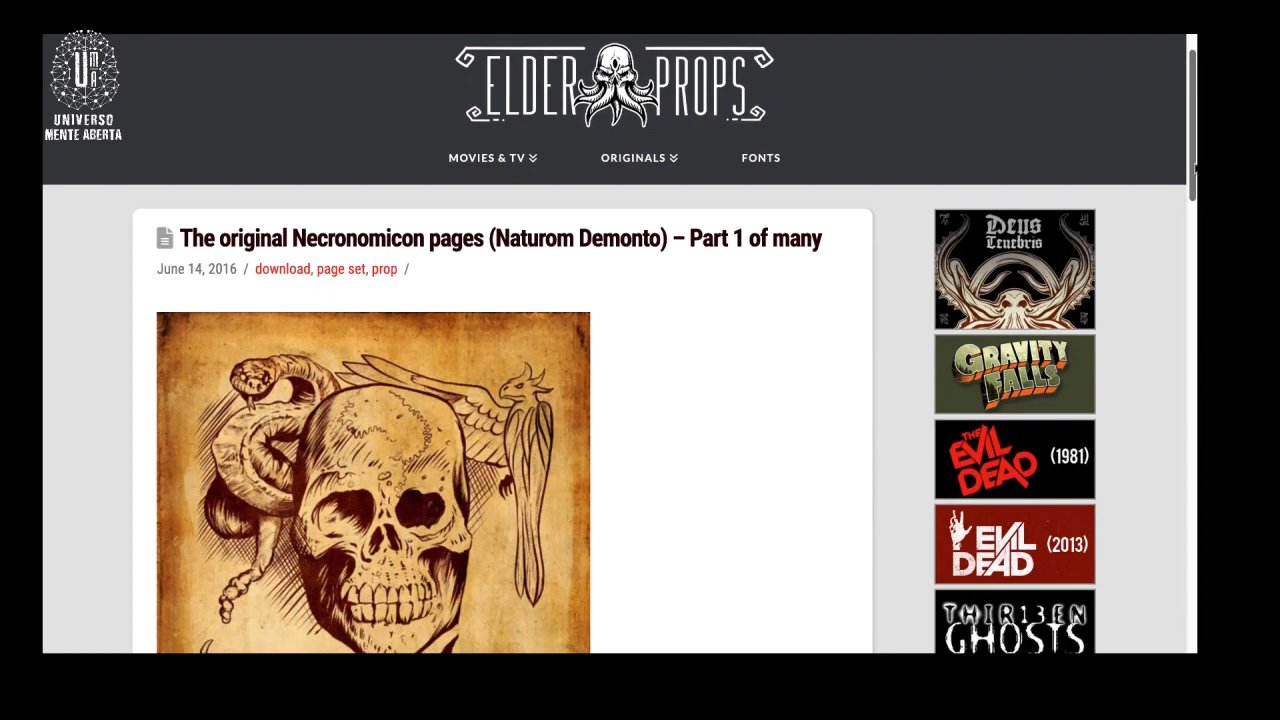 Um
A
UNIVERSO
MENTE ABERTA
ELDER PROPS
MOVIES & TV
ORIGINALS
FONTS
The original Necronomicon pages (Naturom Demonto) – Part 1 of many
June 14, 2016 / download, page set, prop /
Deus
Tenebris
GRAVITY
FALLS
THE
EVIL
DEAD
(1981)
EVIL
DEAD
(2013)
THIR13EN
GHOSTS